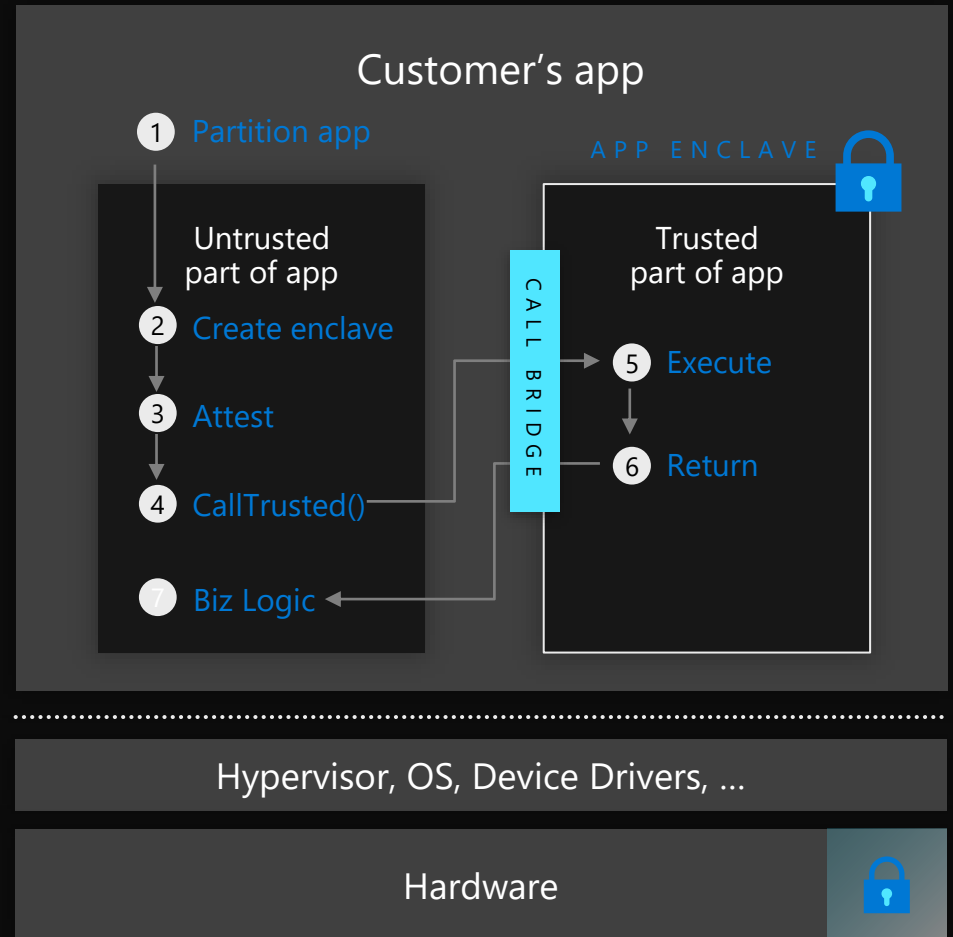 Customer's app
1 Partition app
APP ENCLAVE
Untrusted
part of app
2 Create enclave
3 Attest
4 CallTrusted()
7 Biz Logic
CALL BRIDGE
Trusted
part of app
5 Execute
6 Return
Hypervisor, OS, Device Drivers, ...
Hardware